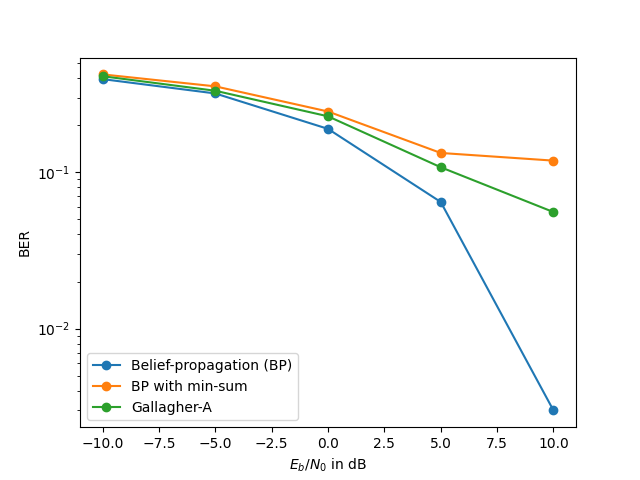 10⁻¹
10⁻²
BER
Belief-propagation (BP)
BP with min-sum
Gallagher-A
−10.0 −7.5 −5.0 −2.5 0.0 2.5 5.0 7.5 10.0
E_b/N_0 in dB